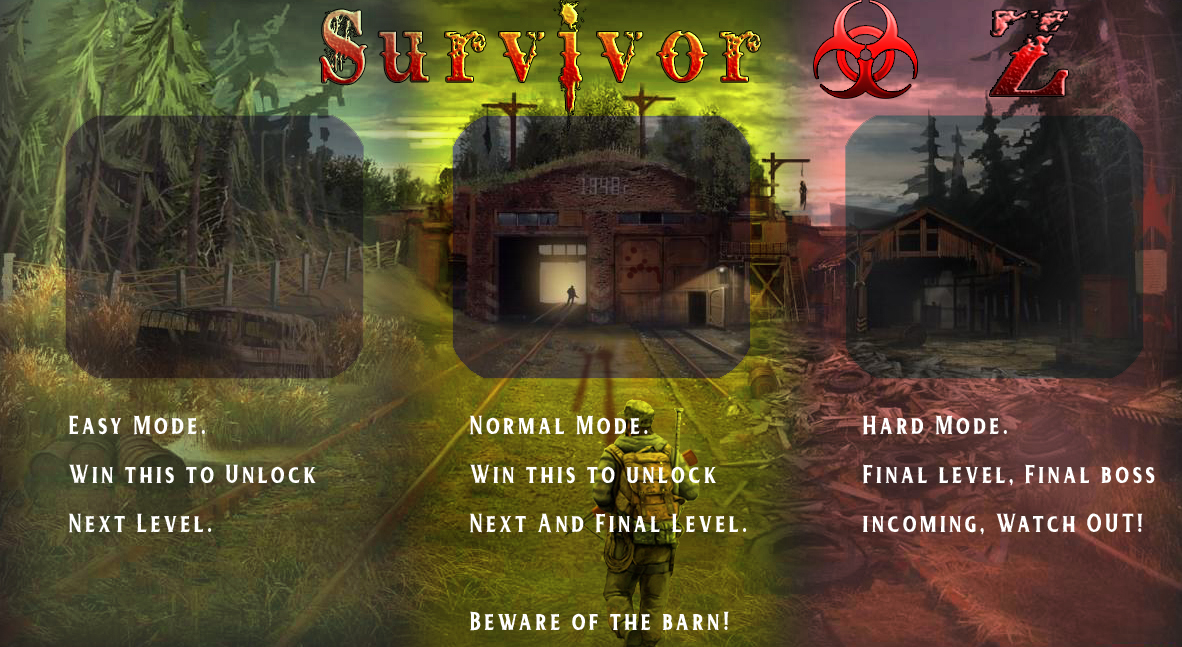 Survivor Z
1948г
Easy Mode.
Win this to Unlock
Next Level.
Normal Mode.
Win this to unlock
Next And Final Level.
Beware of the barn!
Hard Mode.
Final level, Final boss
incoming, Watch OUT!